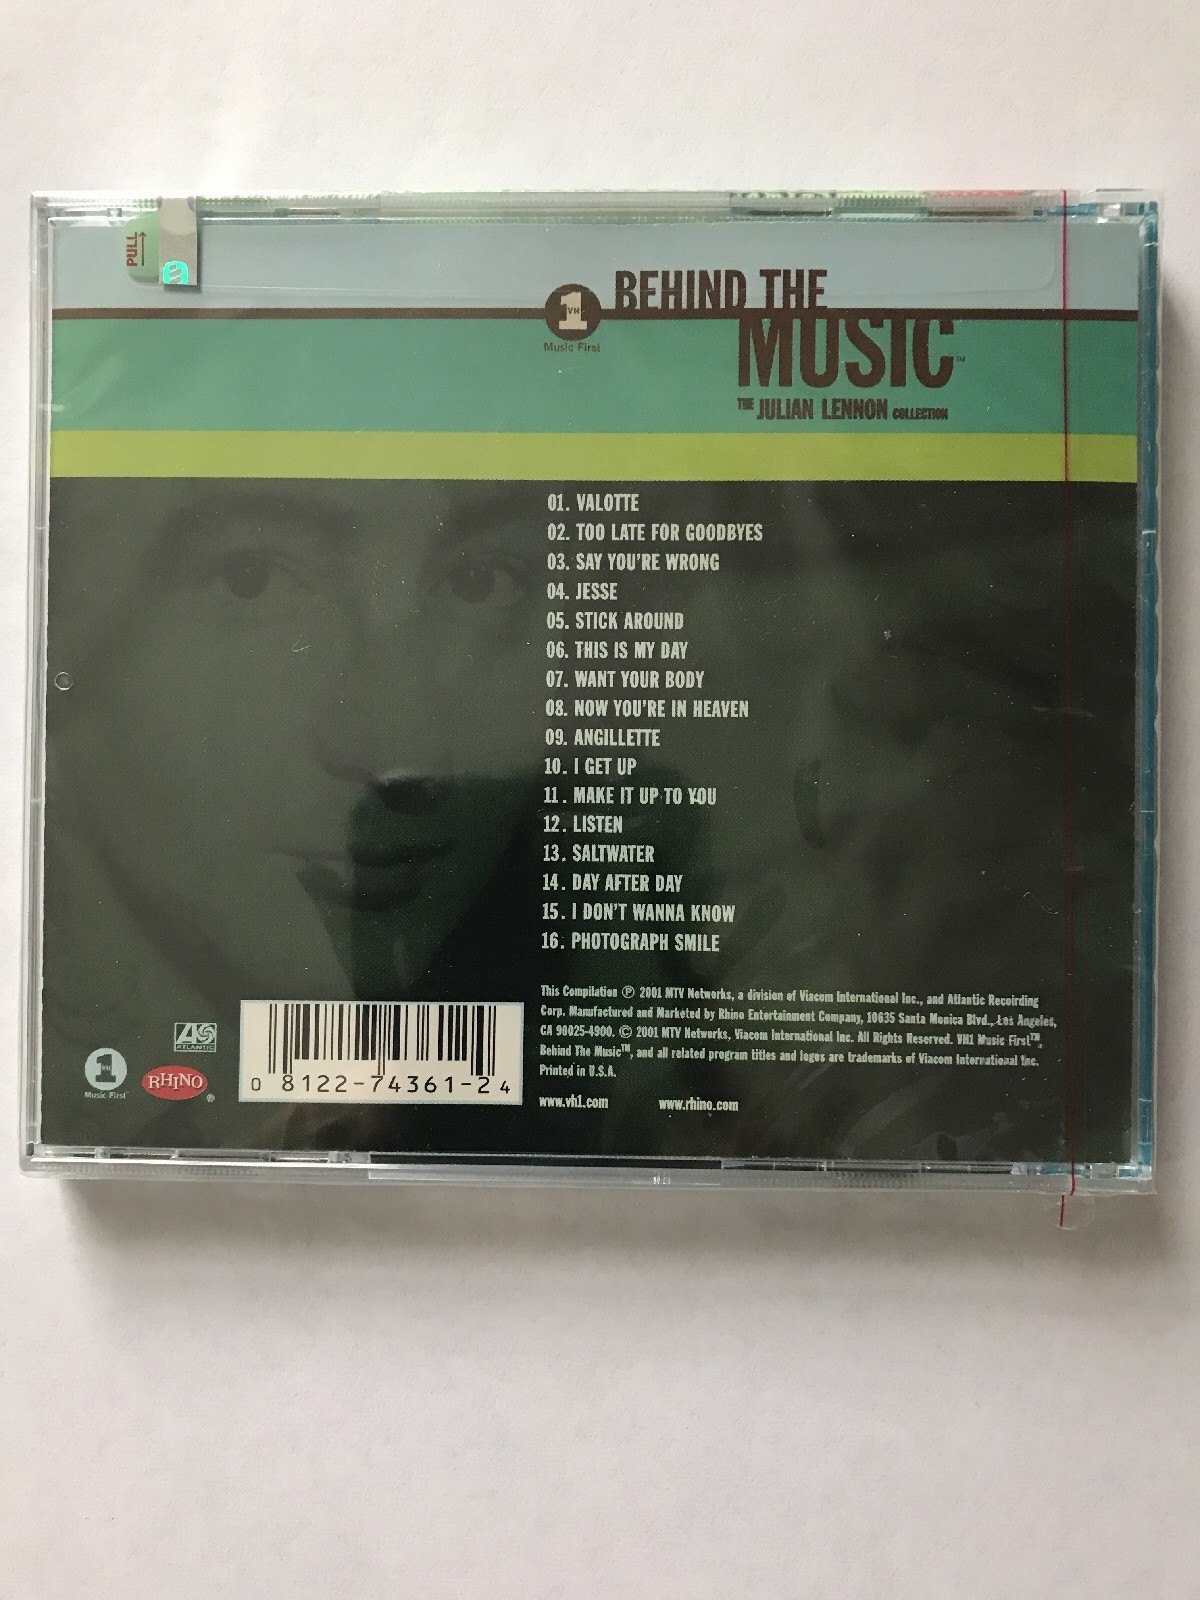 PULL
1
VH
Music First
BEHIND THE
MUSIC™
THE JULIAN LENNON COLLECTION
01. VALOTTE
02. TOO LATE FOR GOODBYES
03. SAY YOU'RE WRONG
04. JESSE
05. STICK AROUND
06. THIS IS MY DAY
07. WANT YOUR BODY
08. NOW YOU'RE IN HEAVEN
09. ANGILLETTE
10. I GET UP
11. MAKE IT UP TO YOU
12. LISTEN
13. SALTWATER
14. DAY AFTER DAY
15. I DON'T WANNA KNOW
16. PHOTOGRAPH SMILE
This Compilation ℗ 2001 MTV Networks, a division of Viacom International Inc., and Atlantic Recoirding
Corp. Manufactured and Marketed by Rhino Entertainment Company, 10635 Santa Monica Blvd., Los Angeles,
CA 90025-4900. © 2001 MTV Networks, Viacom International Inc. All Rights Reserved. VH1 Music First™,
Behind The Music™, and all related program titles and logos are trademarks of Viacom International Inc.
Printed in U.S.A.
www.vh1.com www.rhino.com
1
VH
Music First
ATLANTIC
RHINO ®
0 8122-74361-2 4